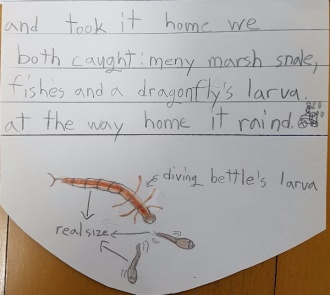 and took it home we
both caught meny marsh snale,
fishes and a dragonfly's larva.
at the way home it raind.
diving bettle's larva
real size